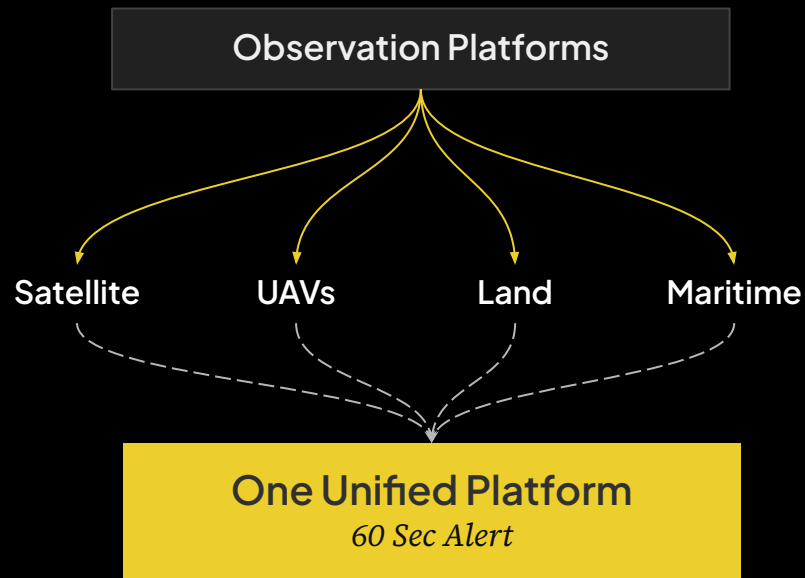 Observation Platforms
Satellite
UAVs
Land
Maritime
One Unified Platform
60 Sec Alert